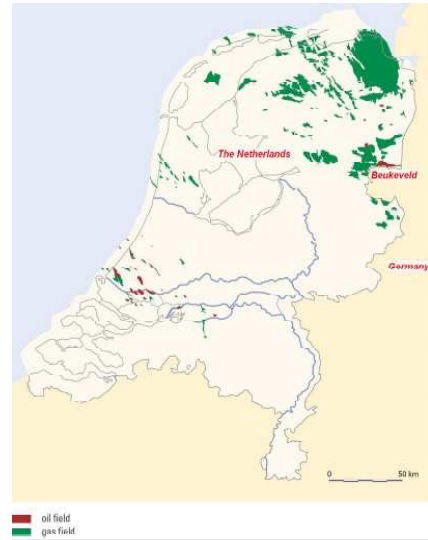 The Netherlands
Beukeveld
Germany
0 50 km
oil field
gas field